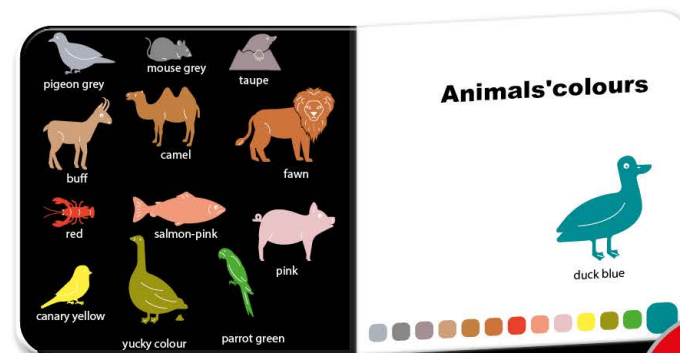 pigeon grey
mouse grey
taupe
buff
camel
fawn
red
salmon-pink
pink
canary yellow
yucky colour
parrot green
Animals'colours
duck blue